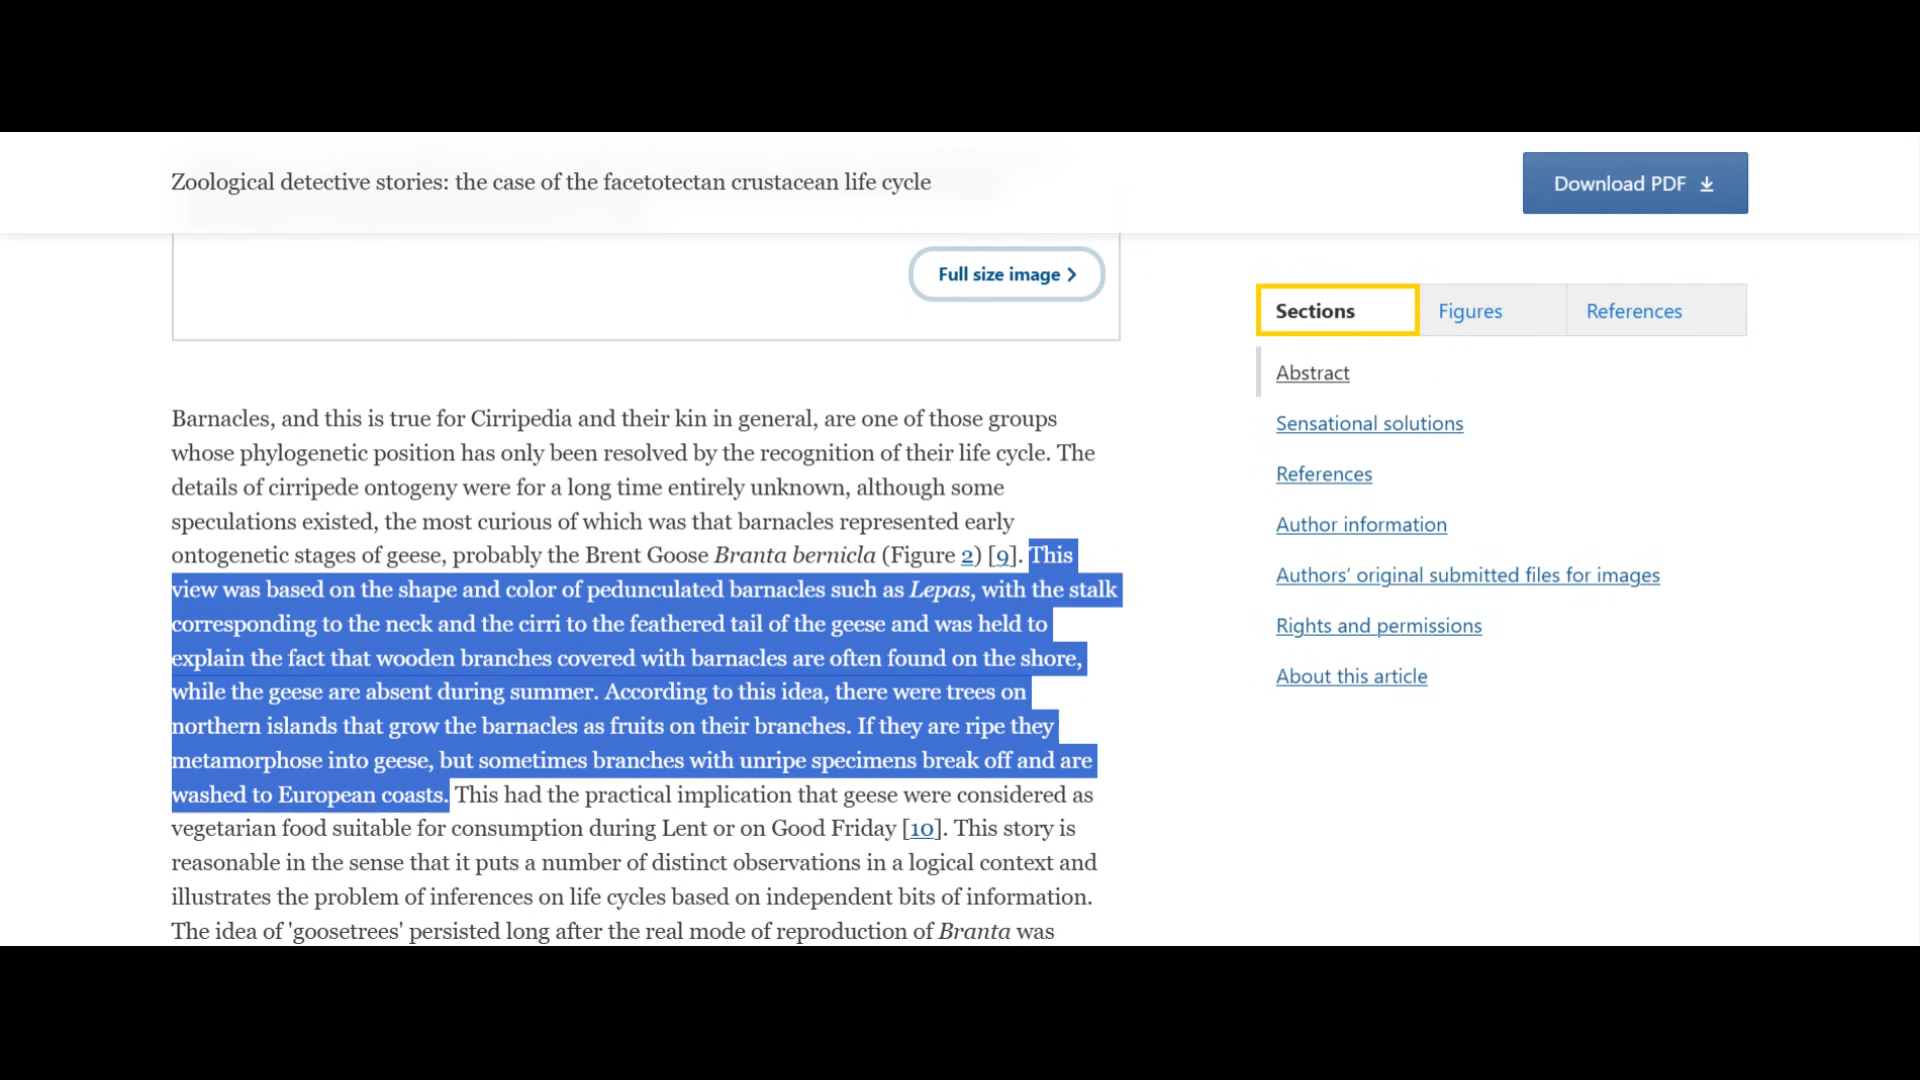 Zoological detective stories: the case of the facetotectan crustacean life cycle
Download PDF
Full size image
Sections
Figures
References
Abstract
Sensational solutions
References
Author information
Authors’ original submitted files for images
Rights and permissions
About this article
Barnacles, and this is true for Cirripedia and their kin in general, are one of those groups
whose phylogenetic position has only been resolved by the recognition of their life cycle. The
details of cirripede ontogeny were for a long time entirely unknown, although some
speculations existed, the most curious of which was that barnacles represented early
ontogenetic stages of geese, probably the Brent Goose Branta bernicla (Figure 2) [9]. This
view was based on the shape and color of pedunculated barnacles such as Lepas, with the stalk
corresponding to the neck and the cirri to the feathered tail of the geese and was held to
explain the fact that wooden branches covered with barnacles are often found on the shore,
while the geese are absent during summer. According to this idea, there were trees on
northern islands that grow the barnacles as fruits on their branches. If they are ripe they
metamorphose into geese, but sometimes branches with unripe specimens break off and are
washed to European coasts. This had the practical implication that geese were considered as
vegetarian food suitable for consumption during Lent or on Good Friday [10]. This story is
reasonable in the sense that it puts a number of distinct observations in a logical context and
illustrates the problem of inferences on life cycles based on independent bits of information.
The idea of 'goosetrees' persisted long after the real mode of reproduction of Branta was